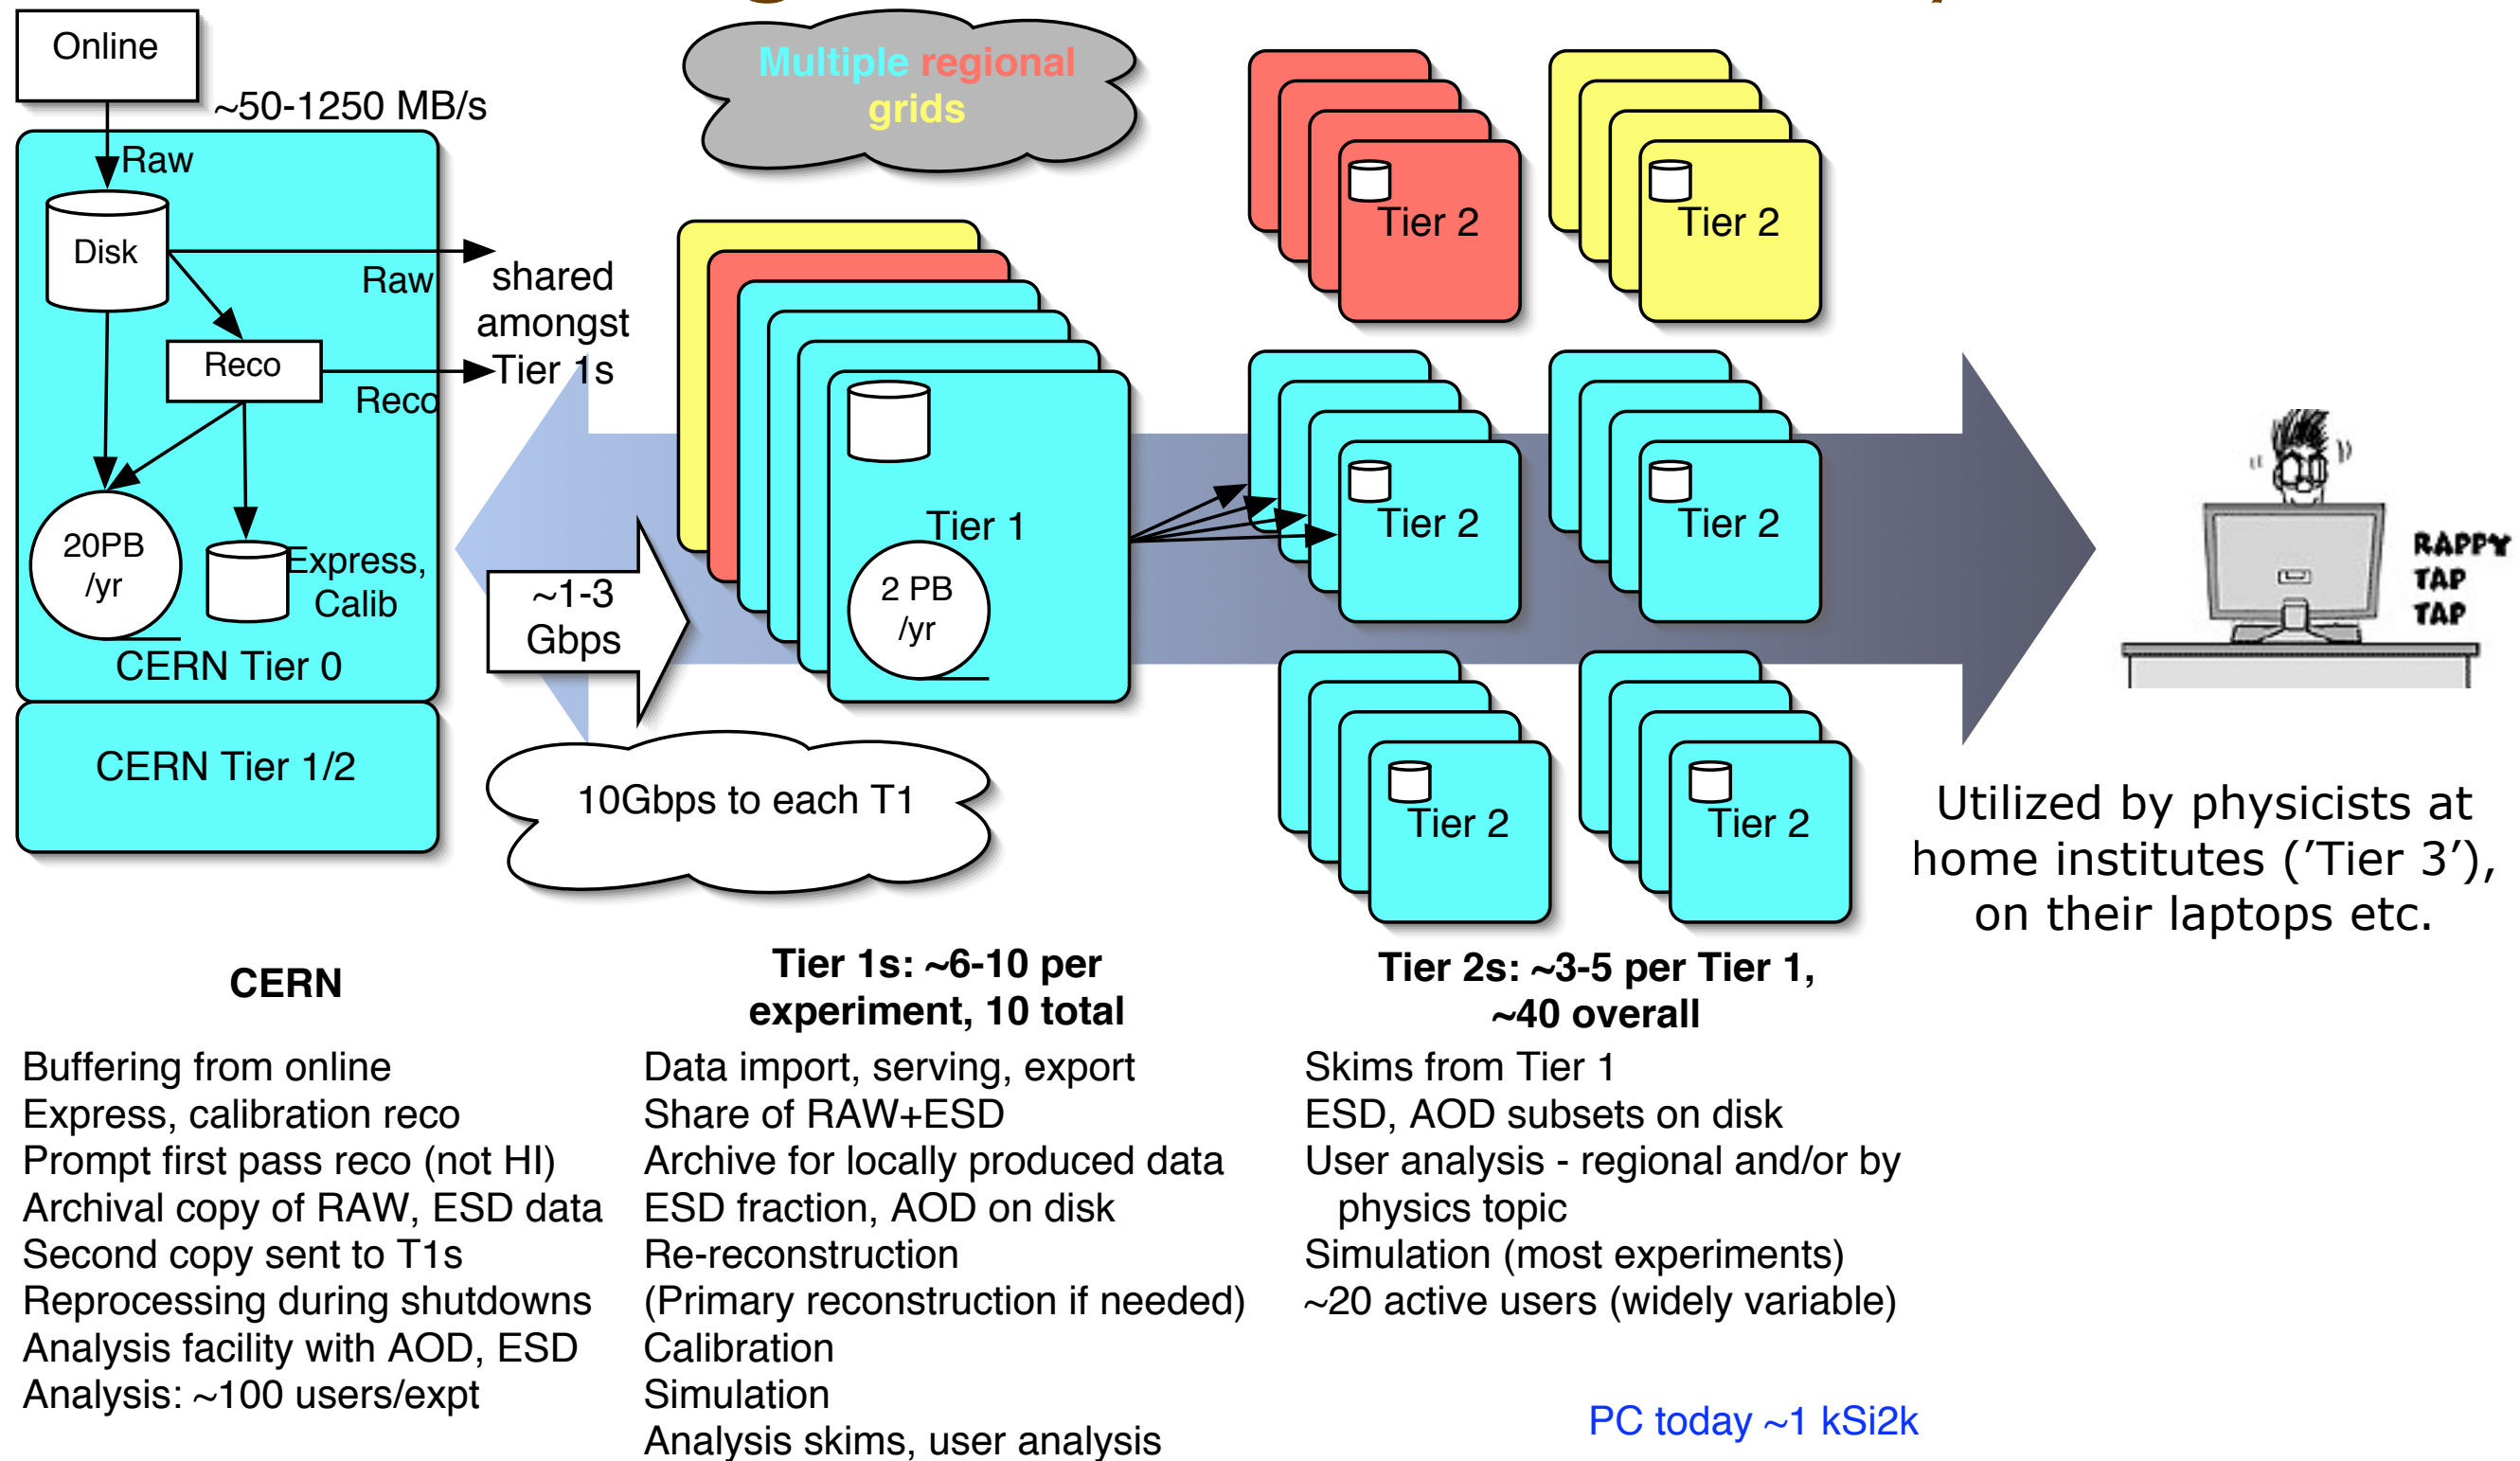 Online
~50-1250 MB/s
Raw
Disk
Raw
shared
amongst
Tier 1s
Reco
Reco
20PB
/yr
Express,
Calib
CERN Tier 0
CERN Tier 1/2
Multiple regional
grids
~1-3
Gbps
Tier 1
2 PB
/yr
10Gbps to each T1
Tier 2
Tier 2
Tier 2
Tier 2
Tier 2
Tier 2
RAPPY
TAP
TAP
Utilized by physicists at
home institutes ('Tier 3'),
on their laptops etc.
CERN
Buffering from online
Express, calibration reco
Prompt first pass reco (not HI)
Archival copy of RAW, ESD data
Second copy sent to T1s
Reprocessing during shutdowns
Analysis facility with AOD, ESD
Analysis: ~100 users/expt
Tier 1s: ~6-10 per
experiment, 10 total
Data import, serving, export
Share of RAW+ESD
Archive for locally produced data
ESD fraction, AOD on disk
Re-reconstruction
(Primary reconstruction if needed)
Calibration
Simulation
Analysis skims, user analysis
Tier 2s: ~3-5 per Tier 1,
~40 overall
Skims from Tier 1
ESD, AOD subsets on disk
User analysis - regional and/or by
physics topic
Simulation (most experiments)
~20 active users (widely variable)
PC today ~1 kSi2k